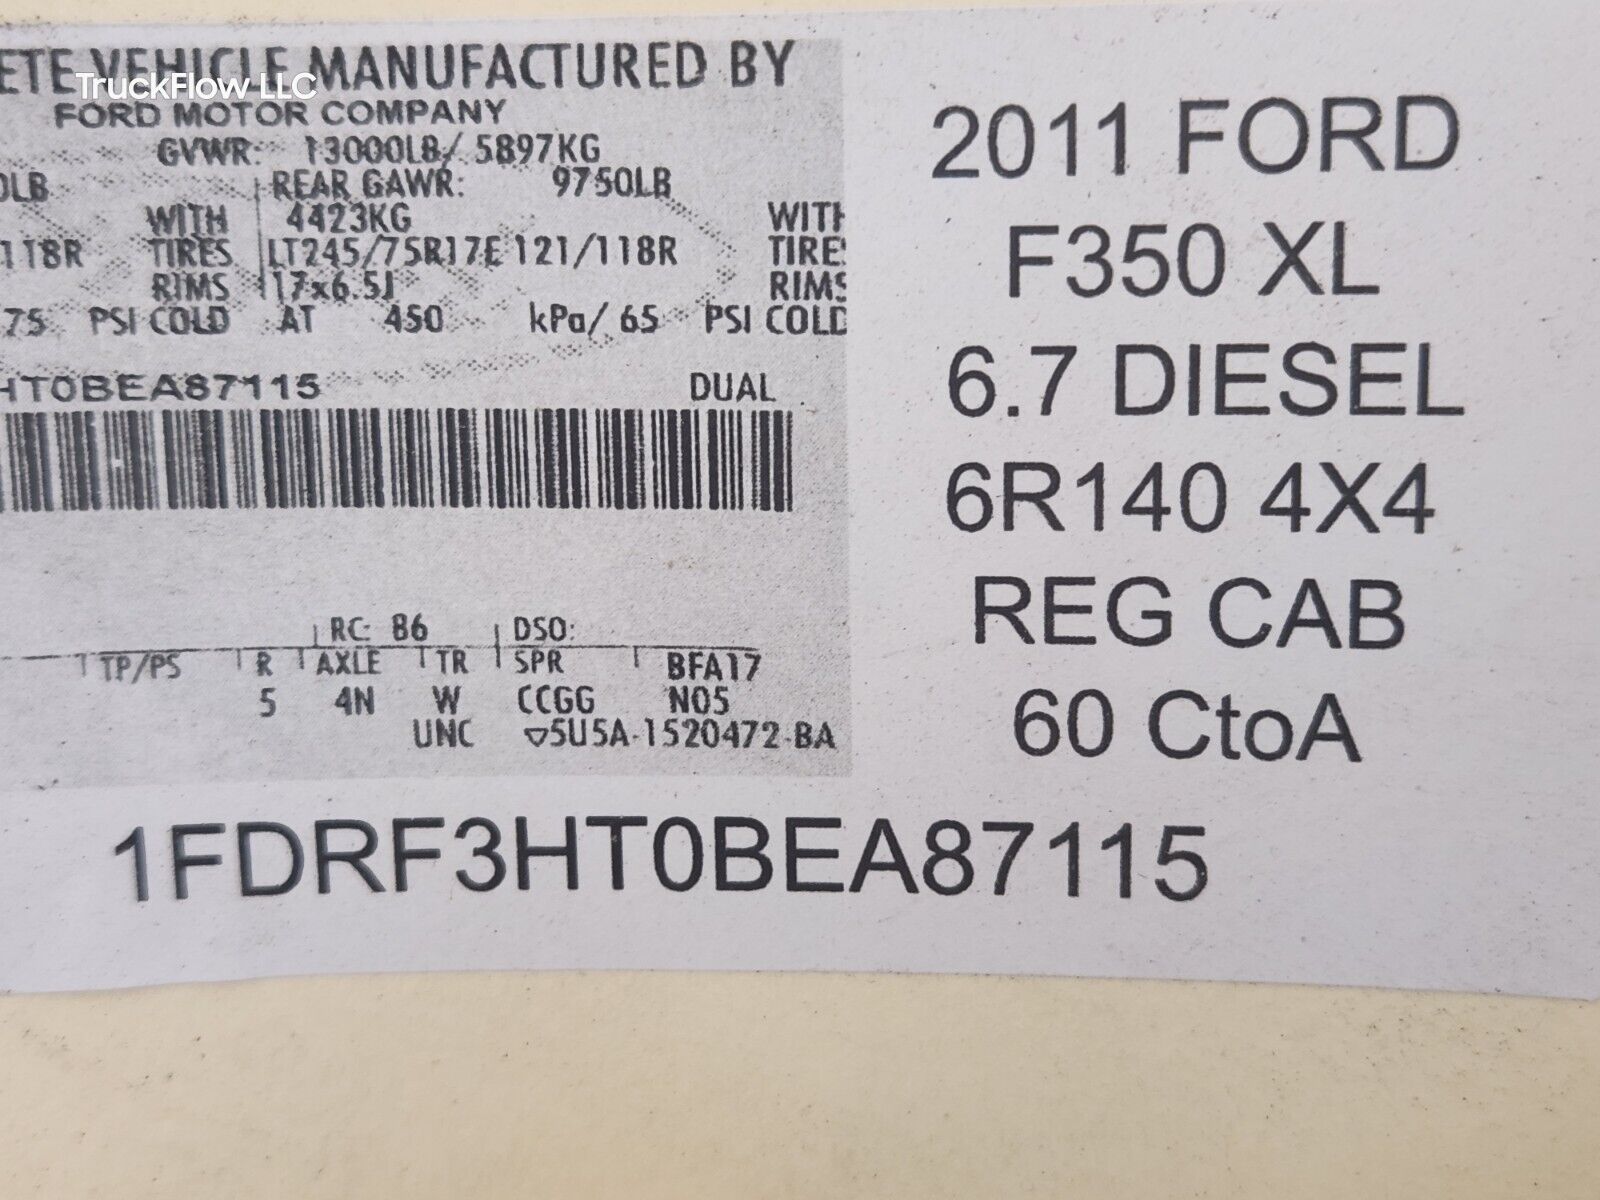 ETE VEHICLE MANUFACTURED BY
TruckFlow LLC
FORD MOTOR COMPANY
GVWR: 13000LB/ 5897KG
0LB REAR GAWR: 9750LB
WITH 4423KG WITH
118R TIRES LT245/75R17E 121/118R TIRES
RIMS 17x6.5J RIMS
75 PSI COLD AT 450 kPa/ 65 PSI COLD
HT0BEA87115 DUAL
RC: 86 DSO:
TP/PS R AXLE TR SPR BFA17
5 4N W CCGG N05
UNC ▽5U5A-1520472-BA
2011 FORD
F350 XL
6.7 DIESEL
6R140 4X4
REG CAB
60 CtoA
1FDRF3HT0BEA87115